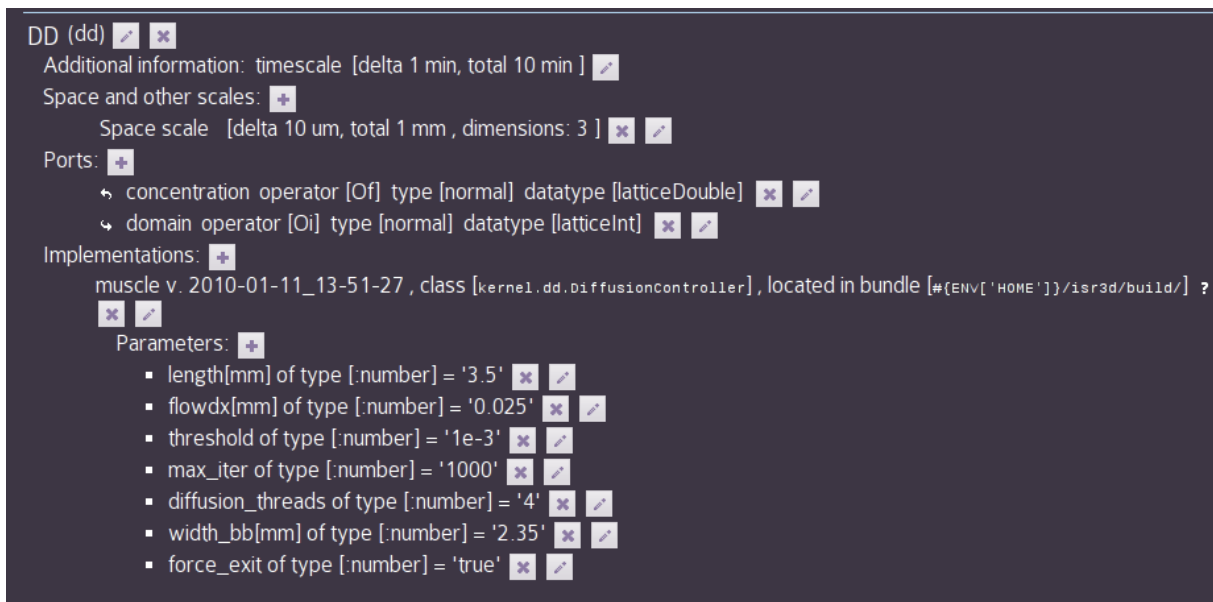 DD (dd)
Additional information: timescale [delta 1 min, total 10 min ]
Space and other scales:
Space scale [delta 10 um, total 1 mm , dimensions: 3 ]
Ports:
concentration operator [Of] type [normal] datatype [latticeDouble]
domain operator [Oi] type [normal] datatype [latticeInt]
Implementations:
muscle v. 2010-01-11_13-51-27 , class [kernel.dd.DiffusionController] , located in bundle [#{ENV['HOME']}/isr3d/build/] ?
Parameters:
▪ length[mm] of type [:number] = '3.5'
▪ flowdx[mm] of type [:number] = '0.025'
▪ threshold of type [:number] = '1e-3'
▪ max_iter of type [:number] = '1000'
▪ diffusion_threads of type [:number] = '4'
▪ width_bb[mm] of type [:number] = '2.35'
▪ force_exit of type [:number] = 'true'